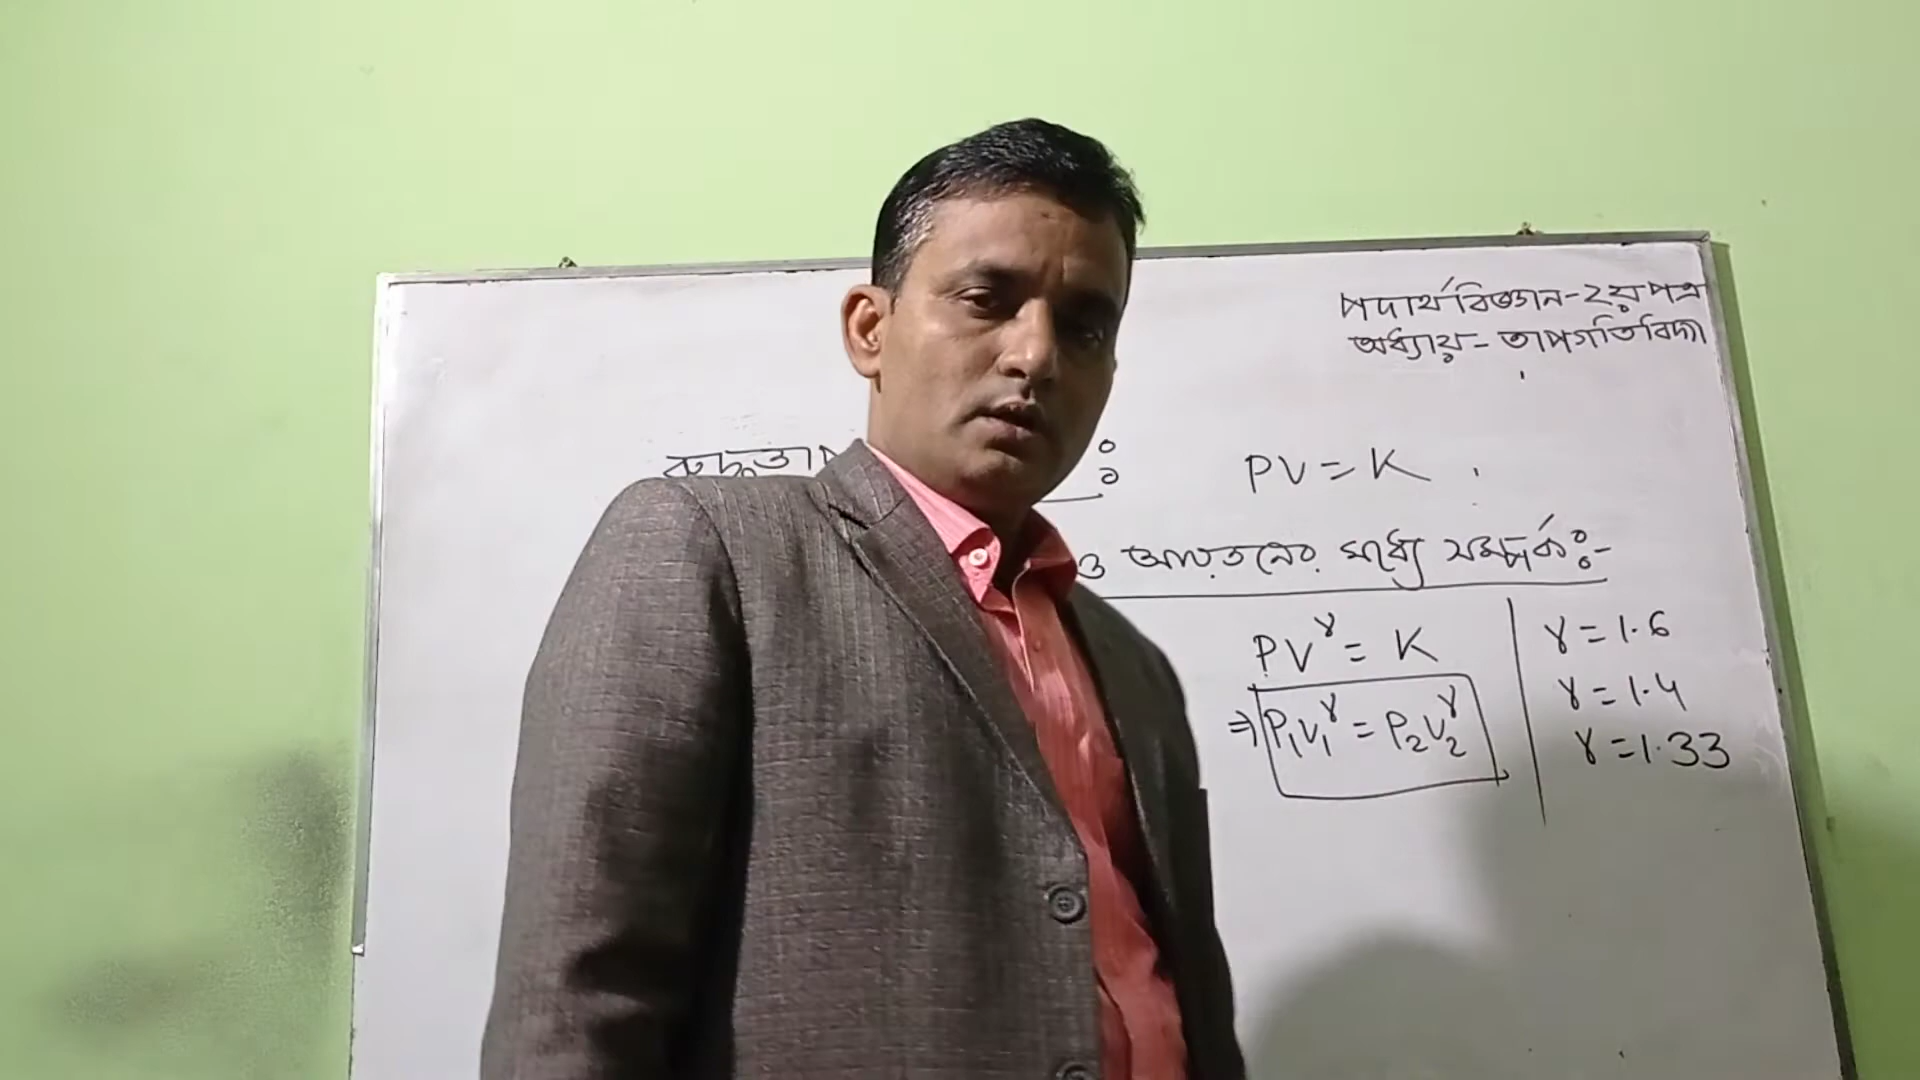 পদার্থবিজ্ঞান-২য় পত্র
অধ্যায়- তাপগতিবিদ্যা
রুদ্ধতাপ :
PV = K
ও আয়তনের মধ্যে সম্পর্ক :-
PV^γ = K
⇒ P₁V₁^γ = P₂V₂^γ
γ = 1.6
γ = 1.4
γ = 1.33